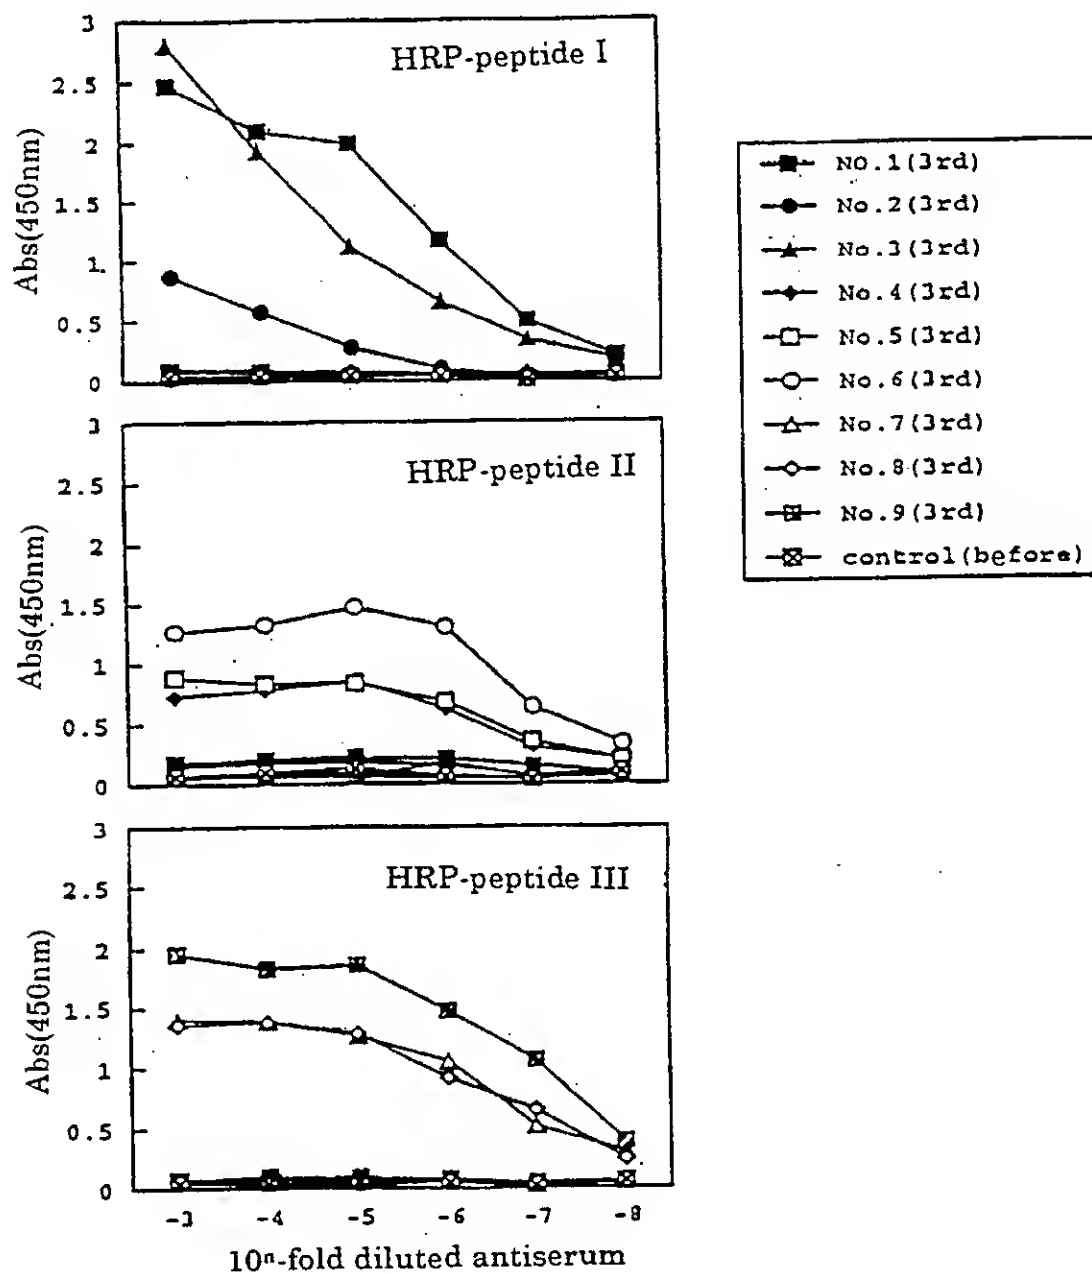 HRP-peptide I
Abs(450nm)
3
2.5
2
1.5
1
0.5
0
HRP-peptide II
Abs(450nm)
3
2.5
2
1.5
1
0.5
0
HRP-peptide III
Abs(450nm)
3
2.5
2
1.5
1
0.5
0
-3 -4 -5 -6 -7 -8
10ⁿ-fold diluted antiserum
NO.1(3rd)
No.2(3rd)
No.3(3rd)
No.4(3rd)
No.5(3rd)
No.6(3rd)
No.7(3rd)
No.8(3rd)
No.9(3rd)
control(before)